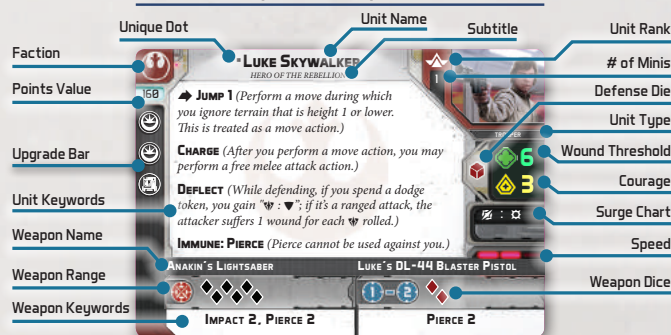 Unique Dot
Unit Name
Subtitle
Unit Rank
Faction
# of Minis
Points Value
Defense Die
Unit Type
Upgrade Bar
Wound Threshold
Unit Keywords
Courage
Weapon Name
Surge Chart
Weapon Range
Speed
Weapon Keywords
Weapon Dice
•Luke Skywalker
HERO OF THE REBELLION
1
160
Jump 1 (Perform a move during which
you ignore terrain that is height 1 or lower.
This is treated as a move action.)
Charge (After you perform a move action, you may
perform a free melee attack action.)
Deflect (While defending, if you spend a dodge
token, you gain " : "; if it's a ranged attack, the
attacker suffers 1 wound for each rolled.)
Immune: Pierce (Pierce cannot be used against you.)
TROOPER
6
3
:
Anakin's Lightsaber
Luke's DL-44 Blaster Pistol
1-2
Impact 2, Pierce 2
Pierce 2